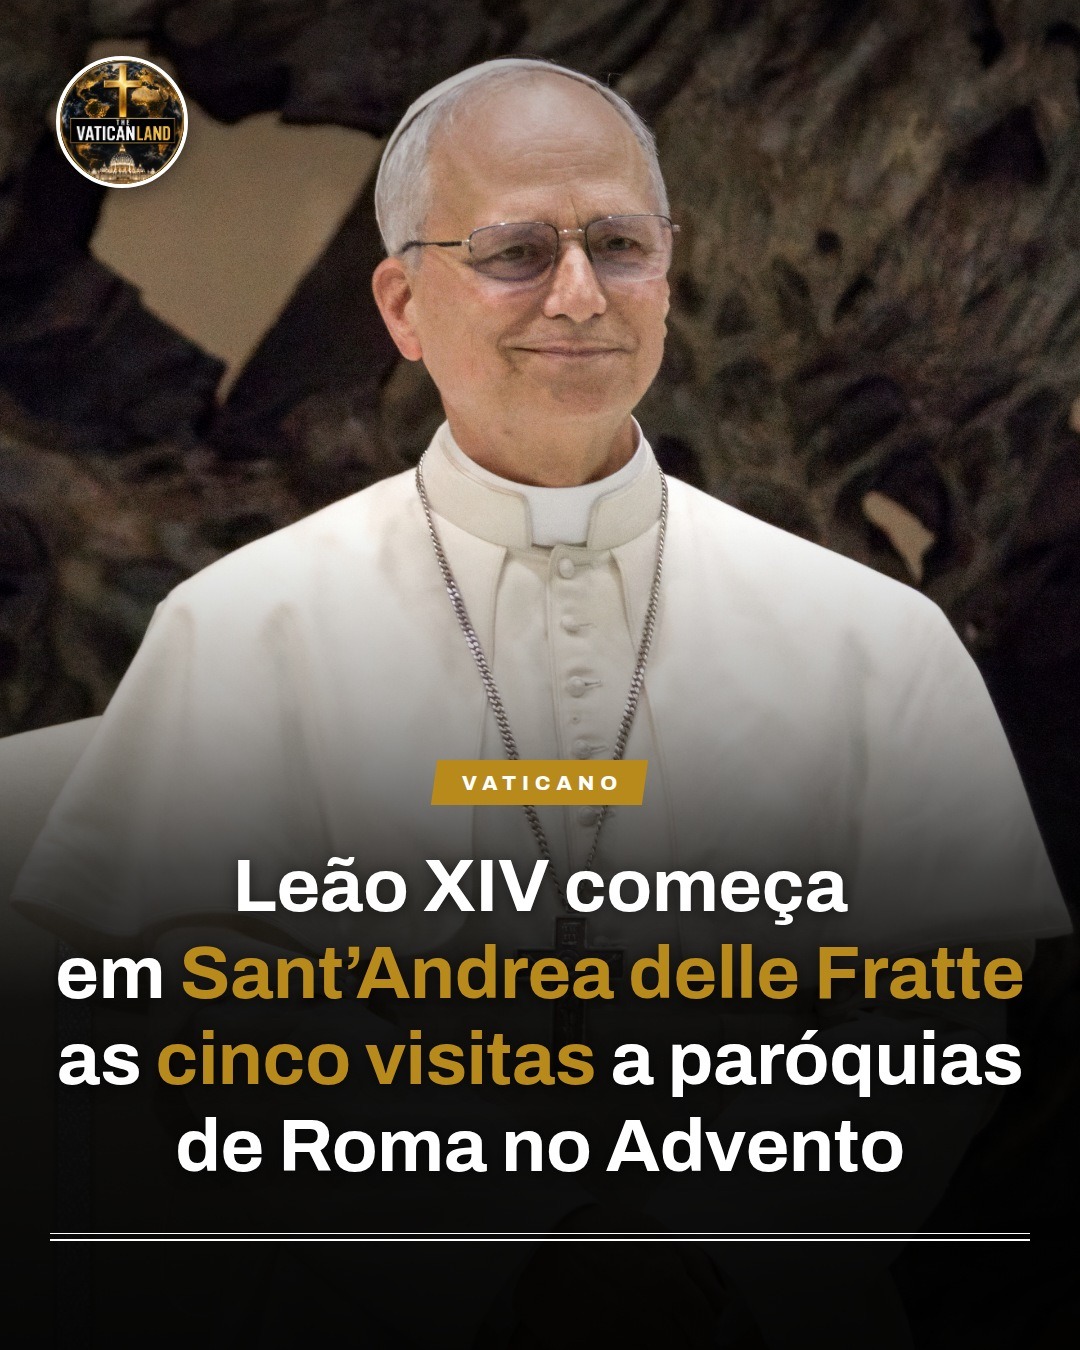 THE
VATICANLAND
VATICANO
Leão XIV começa
em Sant’Andrea delle Fratte
as cinco visitas a paróquias
de Roma no Advento